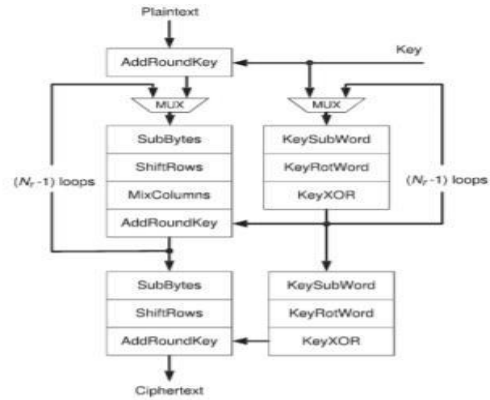 Plaintext
AddRoundKey
Key
MUX
MUX
SubBytes
ShiftRows
MixColumns
AddRoundKey
KeySubWord
KeyRotWord
KeyXOR
(Nr-1) loops
(Nr-1) loops
SubBytes
ShiftRows
AddRoundKey
KeySubWord
KeyRotWord
KeyXOR
Ciphertext